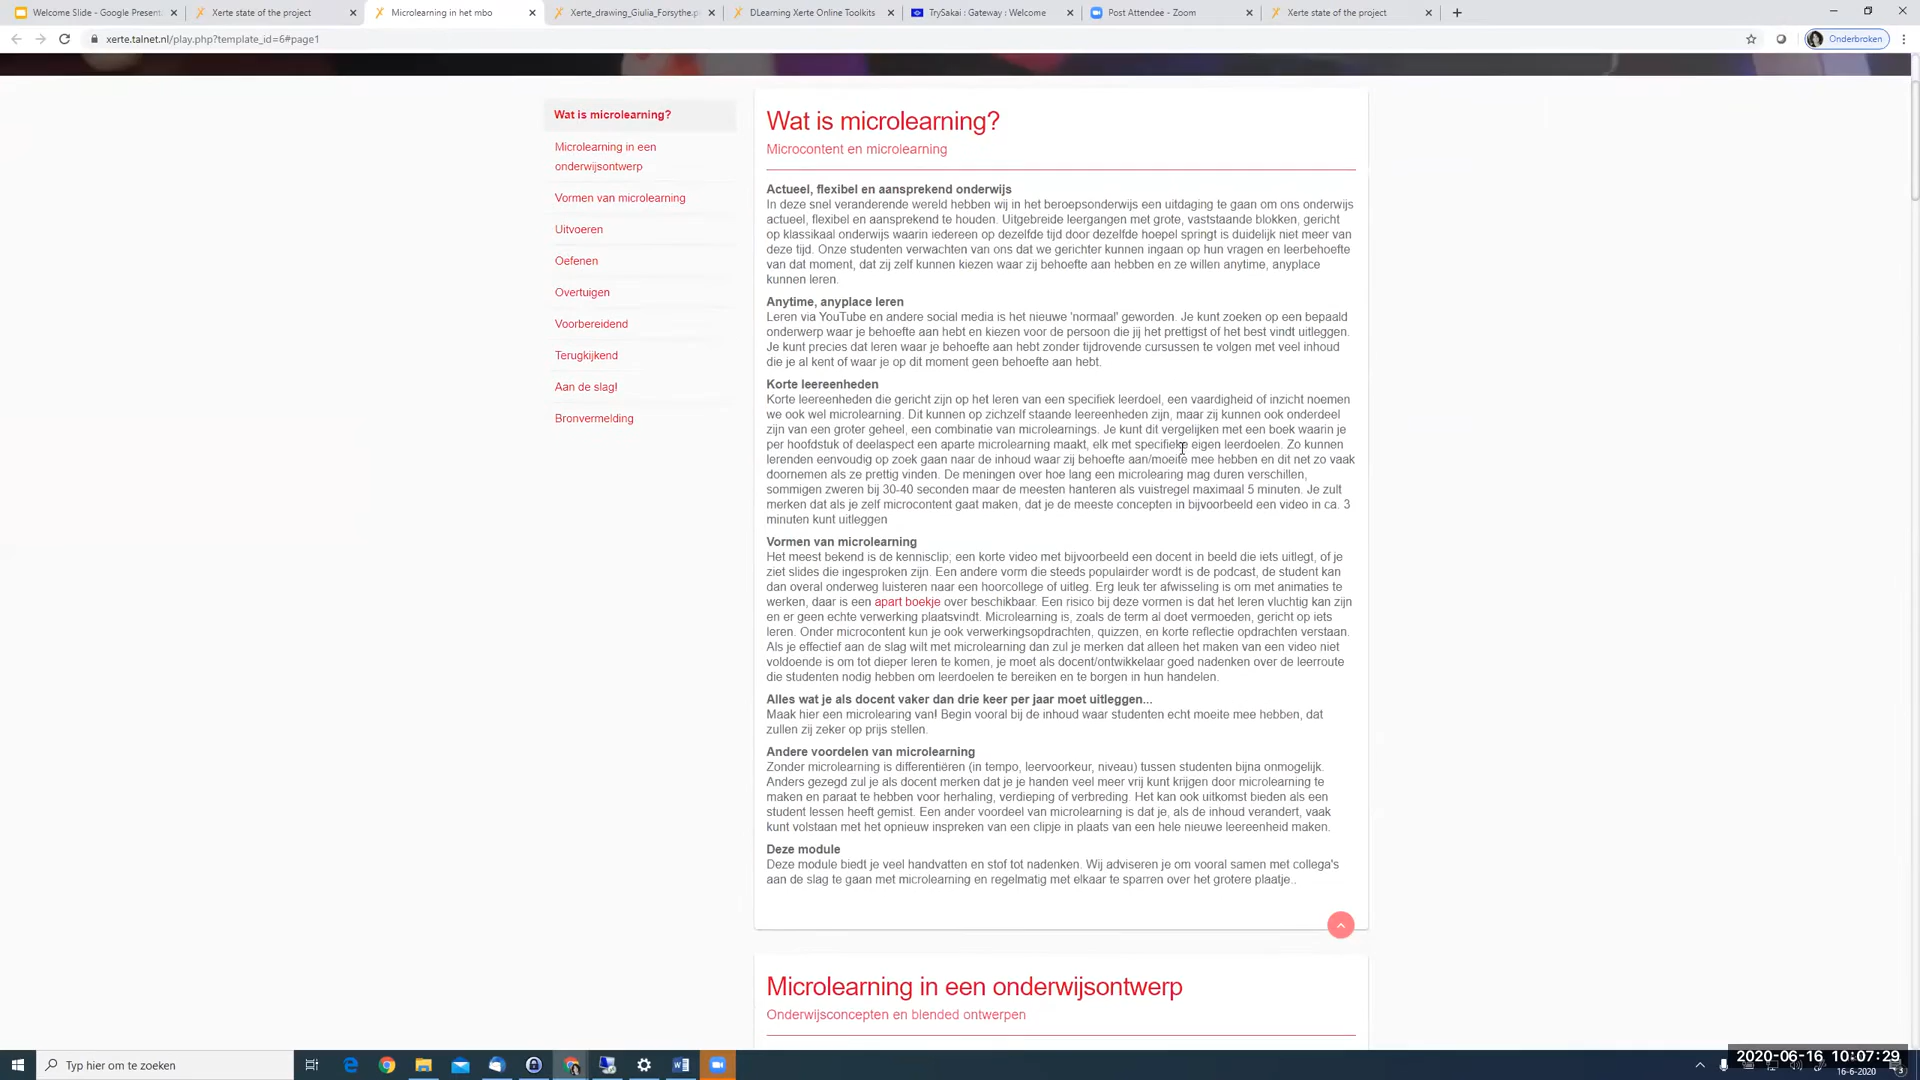 Welcome Slide - Google Present
Xerte state of the project
Microlearning in het mbo
Xerte_drawing_Giulia_Forsythe.p
DLearning Xerte Online Toolkits
TrySakai : Gateway : Welcome
Post Attendee - Zoom
Xerte state of the project
xerte.talnet.nl/play.php?template_id=6#page1
Onderbroken
Wat is microlearning?
Microlearning in een
onderwijsontwerp
Vormen van microlearning
Uitvoeren
Oefenen
Overtuigen
Voorbereidend
Terugkijkend
Aan de slag!
Bronvermelding
Wat is microlearning?
Microcontent en microlearning
Actueel, flexibel en aansprekend onderwijs
In deze snel veranderende wereld hebben wij in het beroepsonderwijs een uitdaging te gaan om ons onderwijs
actueel, flexibel en aansprekend te houden. Uitgebreide leergangen met grote, vaststaande blokken, gericht
op klassikaal onderwijs waarin iedereen op dezelfde tijd door dezelfde hoepel springt is duidelijk niet meer van
deze tijd. Onze studenten verwachten van ons dat we gerichter kunnen ingaan op hun vragen en leerbehoefte
van dat moment, dat zij zelf kunnen kiezen waar zij behoefte aan hebben en ze willen anytime, anyplace
kunnen leren.
Anytime, anyplace leren
Leren via YouTube en andere social media is het nieuwe 'normaal' geworden. Je kunt zoeken op een bepaald
onderwerp waar je behoefte aan hebt en kiezen voor de persoon die jij het prettigst of het best vindt uitleggen.
Je kunt precies dat leren waar je behoefte aan hebt zonder tijdrovende cursussen te volgen met veel inhoud
die je al kent of waar je op dit moment geen behoefte aan hebt.
Korte leereenheden
Korte leereenheden die gericht zijn op het leren van een specifiek leerdoel, een vaardigheid of inzicht noemen
we ook wel microlearning. Dit kunnen op zichzelf staande leereenheden zijn, maar zij kunnen ook onderdeel
zijn van een groter geheel, een combinatie van microlearnings. Je kunt dit vergelijken met een boek waarin je
per hoofdstuk of deelaspect een aparte microlearning maakt, elk met specifieke eigen leerdoelen. Zo kunnen
lerenden eenvoudig op zoek gaan naar de inhoud waar zij behoefte aan/moeite mee hebben en dit net zo vaak
doornemen als ze prettig vinden. De meningen over hoe lang een microlearing mag duren verschillen,
sommigen zweren bij 30-40 seconden maar de meesten hanteren als vuistregel maximaal 5 minuten. Je zult
merken dat als je zelf microcontent gaat maken, dat je de meeste concepten in bijvoorbeeld een video in ca. 3
minuten kunt uitleggen
Vormen van microlearning
Het meest bekend is de kennisclip; een korte video met bijvoorbeeld een docent in beeld die iets uitlegt, of je
ziet slides die ingesproken zijn. Een andere vorm die steeds populairder wordt is de podcast, de student kan
dan overal onderweg luisteren naar een hoorcollege of uitleg. Erg leuk ter afwisseling is om met animaties te
werken, daar is een apart boekje over beschikbaar. Een risico bij deze vormen is dat het leren vluchtig kan zijn
en er geen echte verwerking plaatsvindt. Microlearning is, zoals de term al doet vermoeden, gericht op iets
leren. Onder microcontent kun je ook verwerkingsopdrachten, quizzen, en korte reflectie opdrachten verstaan.
Als je effectief aan de slag wilt met microlearning dan zul je merken dat alleen het maken van een video niet
voldoende is om tot dieper leren te komen, je moet als docent/ontwikkelaar goed nadenken over de leerroute
die studenten nodig hebben om leerdoelen te bereiken en te borgen in hun handelen.
Alles wat je als docent vaker dan drie keer per jaar moet uitleggen...
Maak hier een microlearing van! Begin vooral bij de inhoud waar studenten echt moeite mee hebben, dat
zullen zij zeker op prijs stellen.
Andere voordelen van microlearning
Zonder microlearning is differentiëren (in tempo, leervoorkeur, niveau) tussen studenten bijna onmogelijk.
Anders gezegd zul je als docent merken dat je je handen veel meer vrij kunt krijgen door microlearning te
maken en paraat te hebben voor herhaling, verdieping of verbreding. Het kan ook uitkomst bieden als een
student lessen heeft gemist. Een ander voordeel van microlearning is dat je, als de inhoud verandert, vaak
kunt volstaan met het opnieuw inspreken van een clipje in plaats van een hele nieuwe leereenheid maken.
Deze module
Deze module biedt je veel handvatten en stof tot nadenken. Wij adviseren je om vooral samen met collega's
aan de slag te gaan met microlearning en regelmatig met elkaar te sparren over het grotere plaatje..
Microlearning in een onderwijsontwerp
Onderwijsconcepten en blended ontwerpen
Typ hier om te zoeken
2020-06-16 10:07:29
16-6-2020